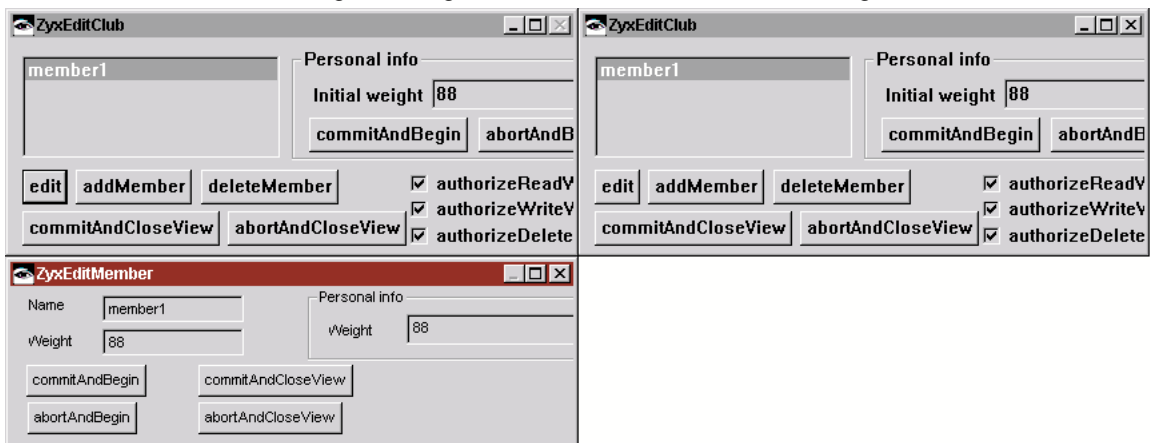 ZyxEditClub
member1
Personal info
Initial weight 88
commitAndBegin abortAndB
edit addMember deleteMember
authorizeReadV
authorizeWriteV
commitAndCloseView abortAndCloseView
authorizeDelete
ZyxEditClub
member1
Personal info
Initial weight 88
commitAndBegin abortAndB
edit addMember deleteMember
authorizeReadV
authorizeWriteV
commitAndCloseView abortAndCloseView
authorizeDelete
ZyxEditMember
Name member1
Weight 88
Personal info
Weight 88
commitAndBegin commitAndCloseView
abortAndBegin abortAndCloseView